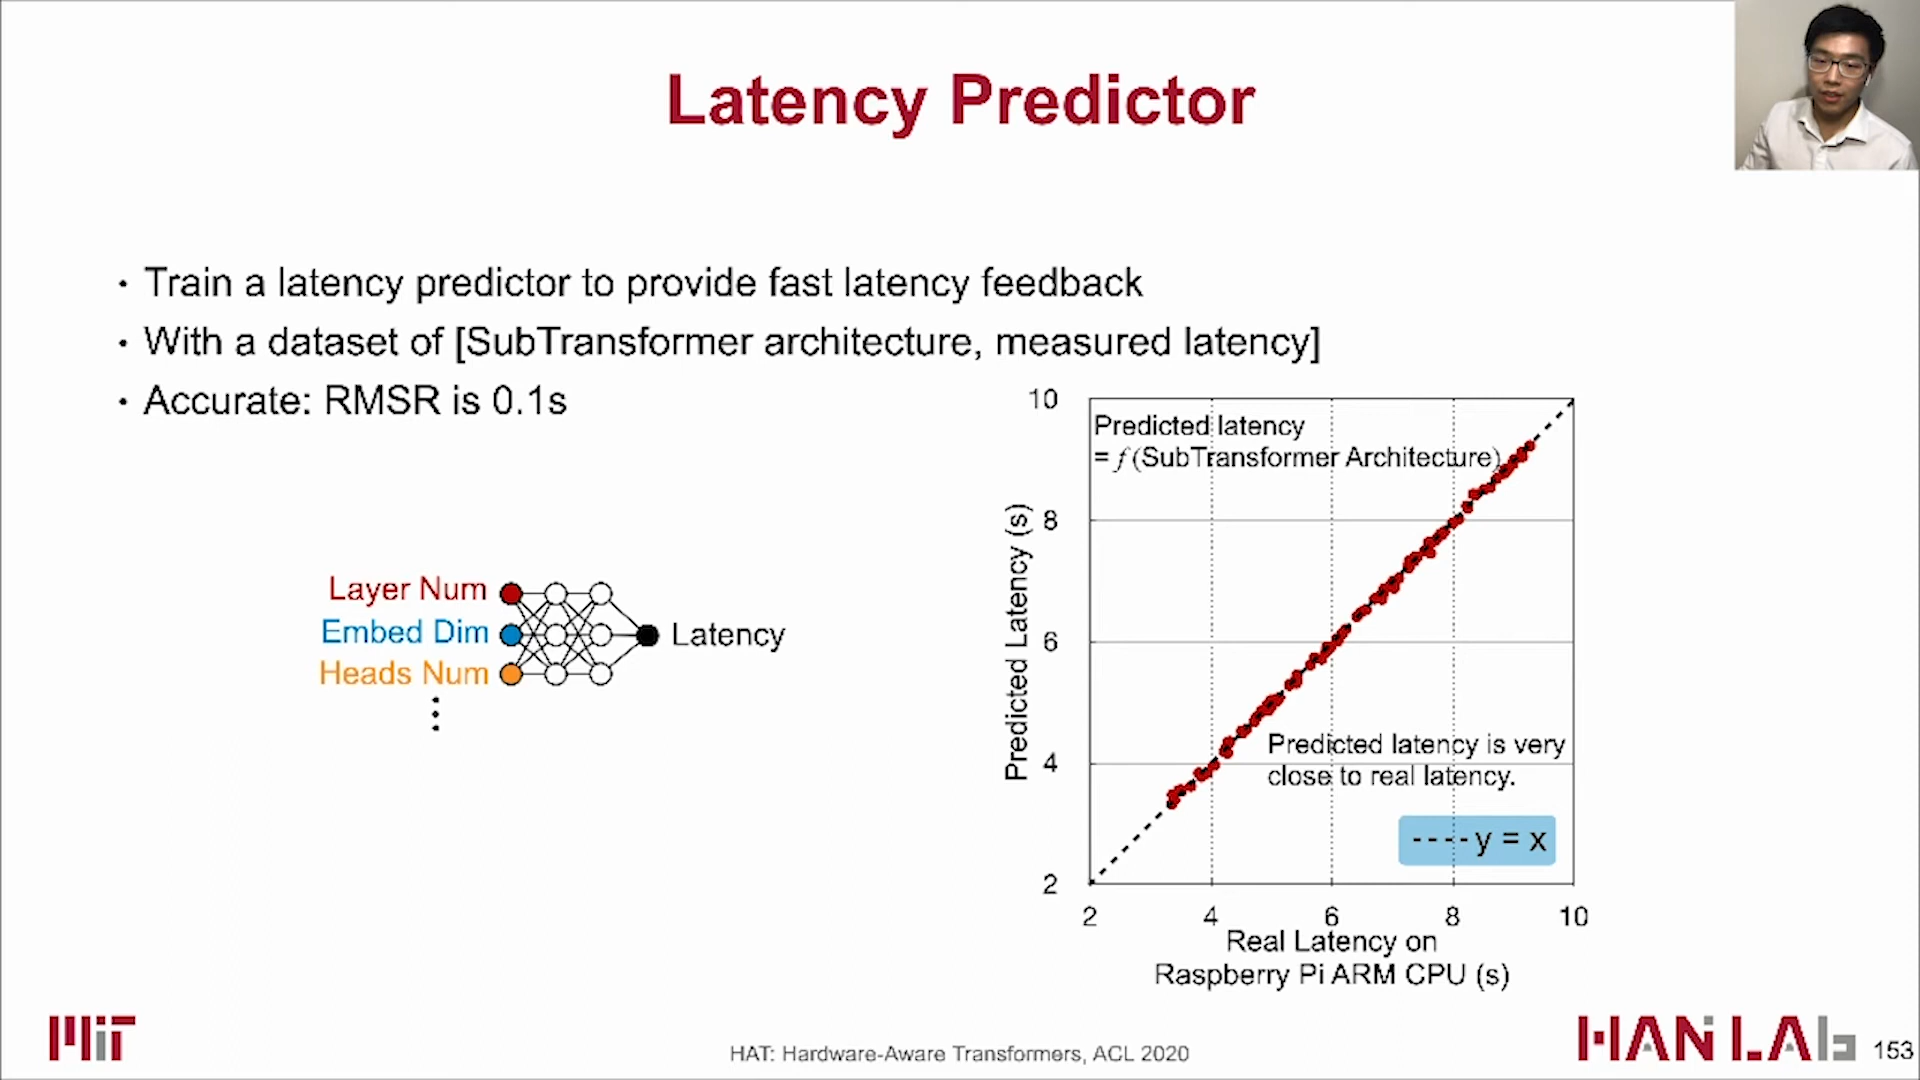 Latency Predictor
· Train a latency predictor to provide fast latency feedback
· With a dataset of [SubTransformer architecture, measured latency]
· Accurate: RMSR is 0.1s
Layer Num
Embed Dim
Heads Num
Latency
Predicted latency
= f (SubTransformer Architecture)
Predicted Latency (s)
10
8
6
4
2
Predicted latency is very
close to real latency.
---- y = x
2 4 6 8 10
Real Latency on
Raspberry Pi ARM CPU (s)
MiT
HAT: Hardware-Aware Transformers, ACL 2020
HAN LAb
153